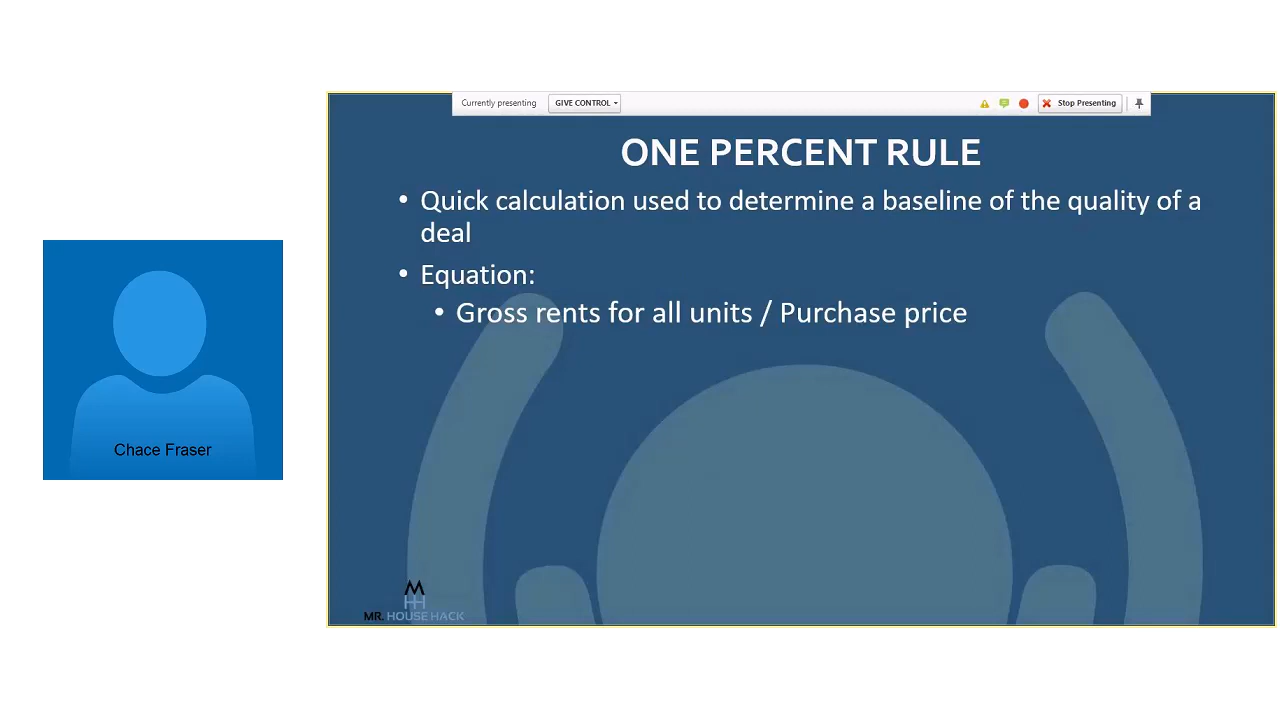 Currently presenting GIVE CONTROL Stop Presenting
ONE PERCENT RULE
• Quick calculation used to determine a baseline of the quality of a
deal
• Equation:
• Gross rents for all units / Purchase price
Chace Fraser
M
HH
MR. HOUSE HACK